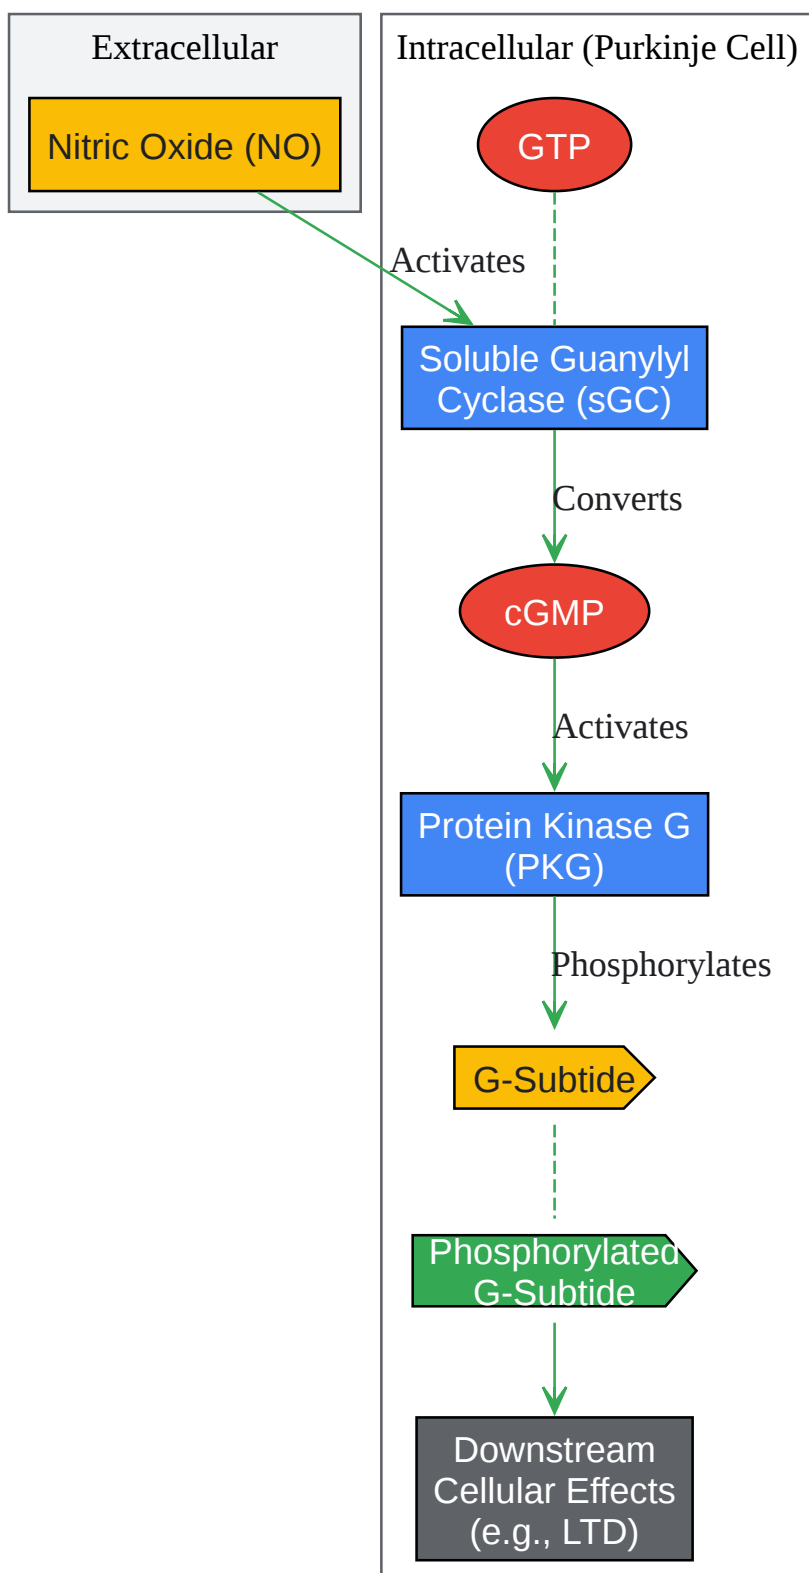 Extracellular
Intracellular (Purkinje Cell)
Nitric Oxide (NO)
GTP
Activates
Soluble Guanylyl
Cyclase (sGC)
Converts
cGMP
Activates
Protein Kinase G
(PKG)
Phosphorylates
G-Subtide
Phosphorylated
G-Subtide
Downstream
Cellular Effects
(e.g., LTD)